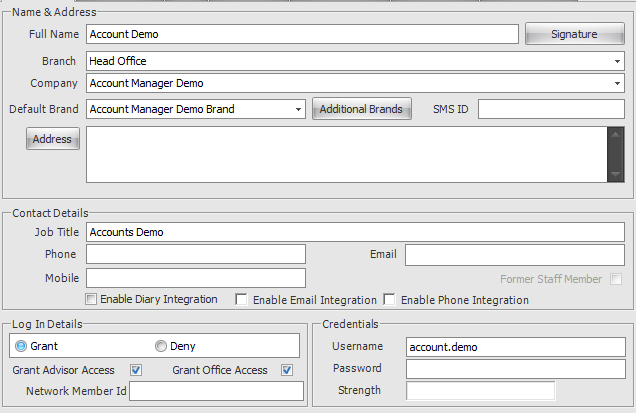 Name & Address
Full Name Account Demo Signature
Branch Head Office
Company Account Manager Demo
Default Brand Account Manager Demo Brand Additional Brands SMS ID
Address
Contact Details
Job Title Accounts Demo
Phone Email
Mobile Former Staff Member
Enable Diary Integration Enable Email Integration Enable Phone Integration
Log In Details Credentials
Grant Deny Username account.demo
Grant Advisor Access Grant Office Access Password
Network Member Id Strength